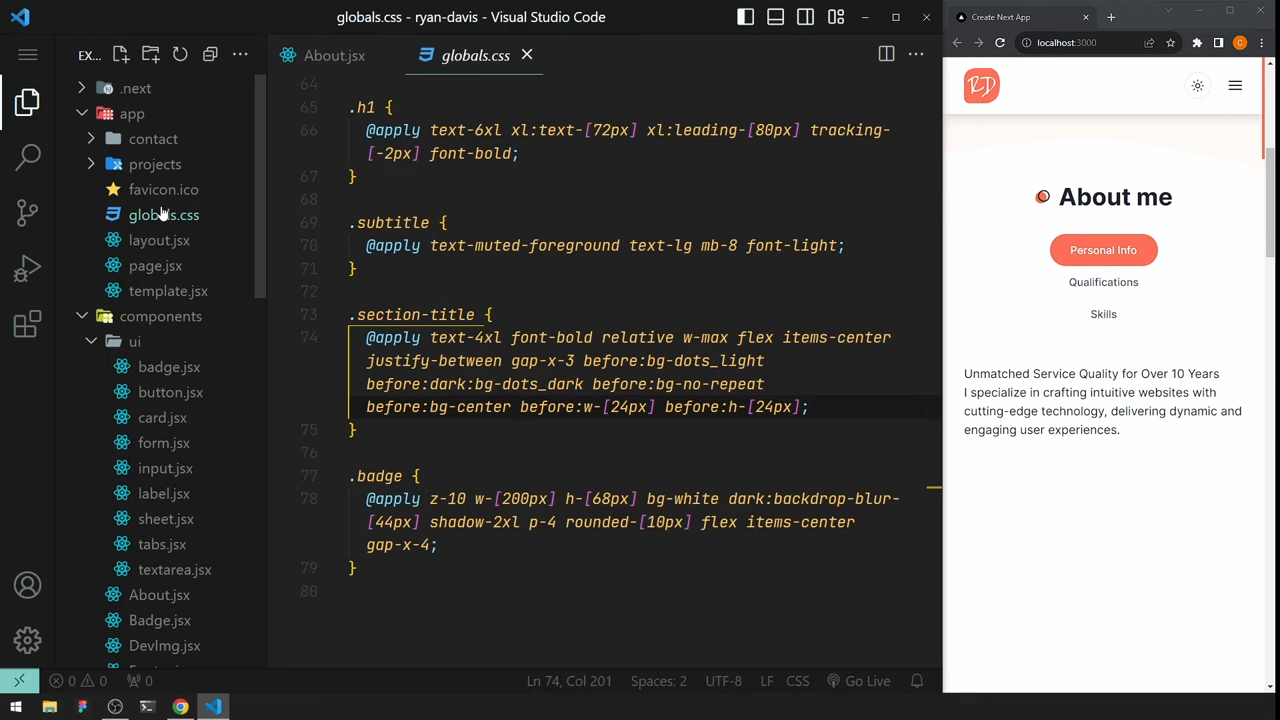 globals.css - ryan-davis - Visual Studio Code
EX...
.next
app
contact
projects
favicon.ico
globals.css
layout.jsx
page.jsx
template.jsx
components
ui
badge.jsx
button.jsx
card.jsx
form.jsx
input.jsx
label.jsx
sheet.jsx
tabs.jsx
textarea.jsx
About.jsx
Badge.jsx
DevImg.jsx
About.jsx
globals.css
64
65 .h1 {
66 @apply text-6xl xl:text-[72px] xl:leading-[80px] tracking-
[-2px] font-bold;
67 }
68
69 .subtitle {
70 @apply text-muted-foreground text-lg mb-8 font-light;
71 }
72
73 .section-title {
74 @apply text-4xl font-bold relative w-max flex items-center
justify-between gap-x-3 before:bg-dots_light
before:dark:bg-dots_dark before:bg-no-repeat
before:bg-center before:w-[24px] before:h-[24px];
75 }
76
77 .badge {
78 @apply z-10 w-[200px] h-[68px] bg-white dark:backdrop-blur-
[44px] shadow-2xl p-4 rounded-[10px] flex items-center
gap-x-4;
79 }
80
0 0 0
Ln 74, Col 201 Spaces: 2 UTF-8 LF CSS Go Live
Create Next App
localhost:3000
C
RD
About me
Personal Info
Qualifications
Skills
Unmatched Service Quality for Over 10 Years
I specialize in crafting intuitive websites with
cutting-edge technology, delivering dynamic and
engaging user experiences.